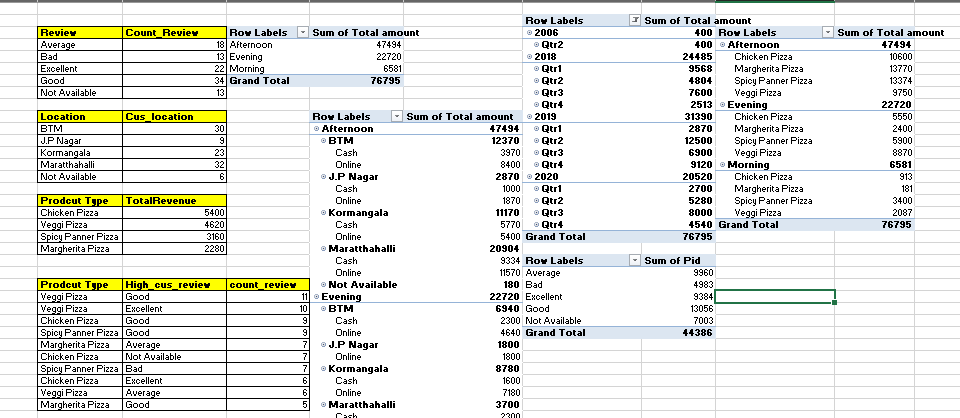 Review Count_Review
Average 18
Bad 13
Excellent 22
Good 34
Not Available 13
Row Labels Sum of Total amount
Afternoon 47494
Evening 22720
Morning 6581
Grand Total 76795
Location Cus_location
BTM 30
J.P Nagar 9
Kormangala 23
Maratthahalli 32
Not Available 6
Prodcut Type TotalRevenue
Chicken Pizza 5400
Veggi Pizza 4620
Spicy Panner Pizza 3160
Margherita Pizza 2280
Prodcut Type High_cus_review count_review
Veggi Pizza Good 11
Veggi Pizza Excellent 10
Chicken Pizza Good 9
Spicy Panner Pizza Good 9
Margherita Pizza Average 7
Chicken Pizza Not Available 7
Spicy Panner Pizza Bad 7
Chicken Pizza Excellent 6
Veggi Pizza Average 6
Margherita Pizza Good 5
Row Labels Sum of Total amount
Afternoon 47494
BTM 12370
Cash 3970
Online 8400
J.P Nagar 2870
Cash 1000
Online 1870
Kormangala 11170
Cash 5770
Online 5400
Maratthahalli 20904
Cash 9334
Online 11570
Not Available 180
Evening 22720
BTM 6940
Cash 2300
Online 4640
J.P Nagar 1800
Online 1800
Kormangala 8780
Cash 1600
Online 7180
Maratthahalli 3700
Cash 2300
Row Labels Sum of Total amount
2006 400
Qtr2 400
2018 24485
Qtr1 9568
Qtr2 4804
Qtr3 7600
Qtr4 2513
2019 31390
Qtr1 2870
Qtr2 12500
Qtr3 6900
Qtr4 9120
2020 20520
Qtr1 2700
Qtr2 5280
Qtr3 8000
Qtr4 4540
Grand Total 76795
Row Labels Sum of Pid
Average 9960
Bad 4983
Excellent 9384
Good 13056
Not Available 7003
Grand Total 44386
Row Labels Sum of Total amount
Afternoon 47494
Chicken Pizza 10600
Margherita Pizza 13770
Spicy Panner Pizza 13374
Veggi Pizza 9750
Evening 22720
Chicken Pizza 5550
Margherita Pizza 2400
Spicy Panner Pizza 5900
Veggi Pizza 8870
Morning 6581
Chicken Pizza 913
Margherita Pizza 181
Spicy Panner Pizza 3400
Veggi Pizza 2087
Grand Total 76795